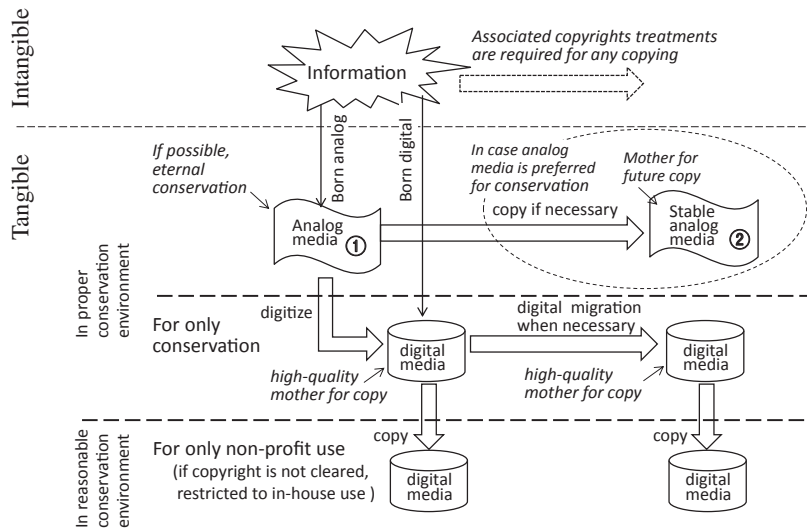 Intangible
Information
Associated copyrights treatments
are required for any copying
Tangible
If possible,
eternal
conservation
Born analog
Born digital
In case analog
media is preferred
for conservation
Mother for
future copy
Analog
media ①
copy if necessary
Stable
analog
media ②
In proper
conservation
environment
For only
conservation
digitize
digital
media
digital migration
when necessary
digital
media
high-quality
mother for copy
high-quality
mother for copy
In reasonable
conservation
environment
For only non-profit use
(if copyright is not cleared,
restricted to in-house use )
copy
digital
media
copy
digital
media